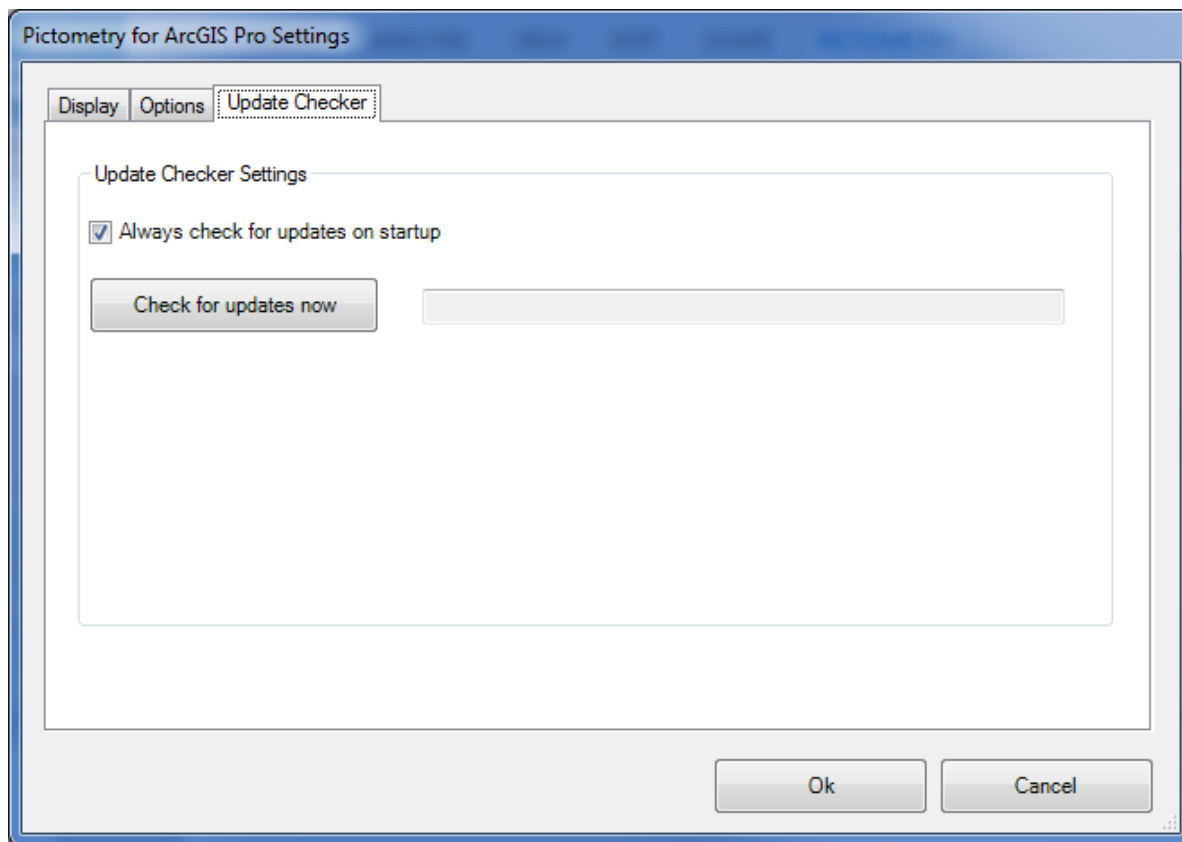 Pictometry for ArcGIS Pro Settings
Display Options Update Checker
Update Checker Settings
Always check for updates on startup
Check for updates now
Ok Cancel